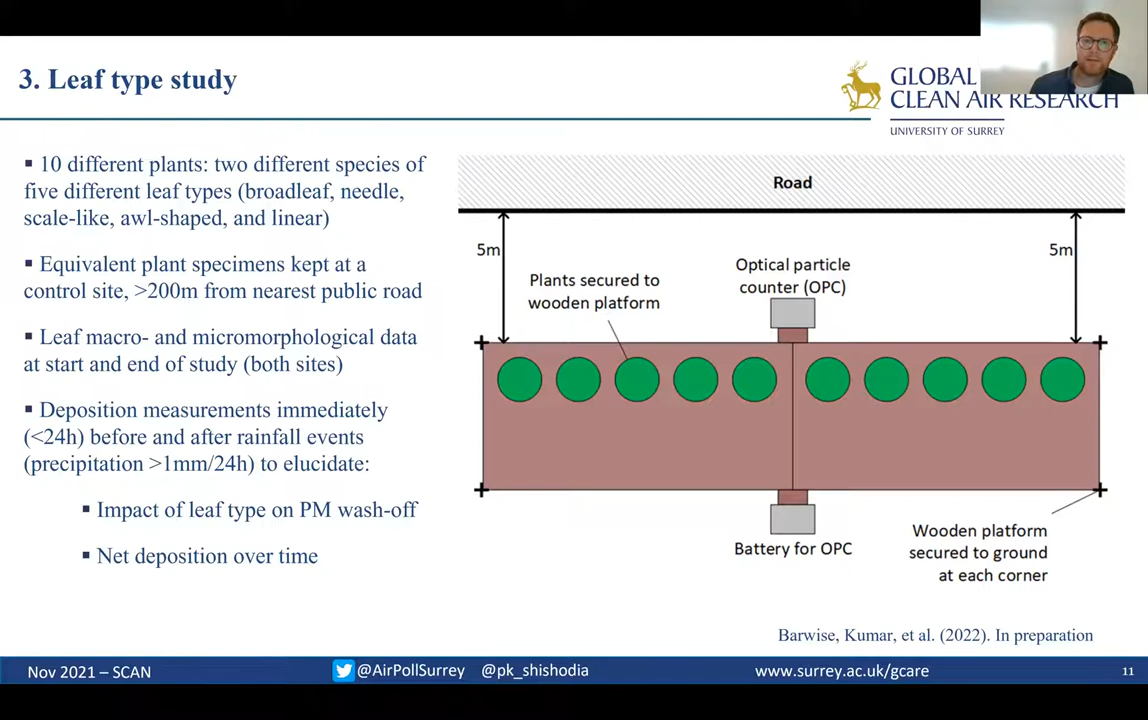 3. Leaf type study
GLOBAL
CLEAN AIR RESEARCH
UNIVERSITY OF SURREY
▪ 10 different plants: two different species of
five different leaf types (broadleaf, needle,
scale-like, awl-shaped, and linear)
▪ Equivalent plant specimens kept at a
control site, >200m from nearest public road
▪ Leaf macro- and micromorphological data
at start and end of study (both sites)
▪ Deposition measurements immediately
(<24h) before and after rainfall events
(precipitation >1mm/24h) to elucidate:
▪ Impact of leaf type on PM wash-off
▪ Net deposition over time
Road
5m
5m
Plants secured to
wooden platform
Optical particle
counter (OPC)
Battery for OPC
Wooden platform
secured to ground
at each corner
Barwise, Kumar, et al. (2022). In preparation
Nov 2021 – SCAN
@AirPollSurrey @pk_shishodia
www.surrey.ac.uk/gcare
11